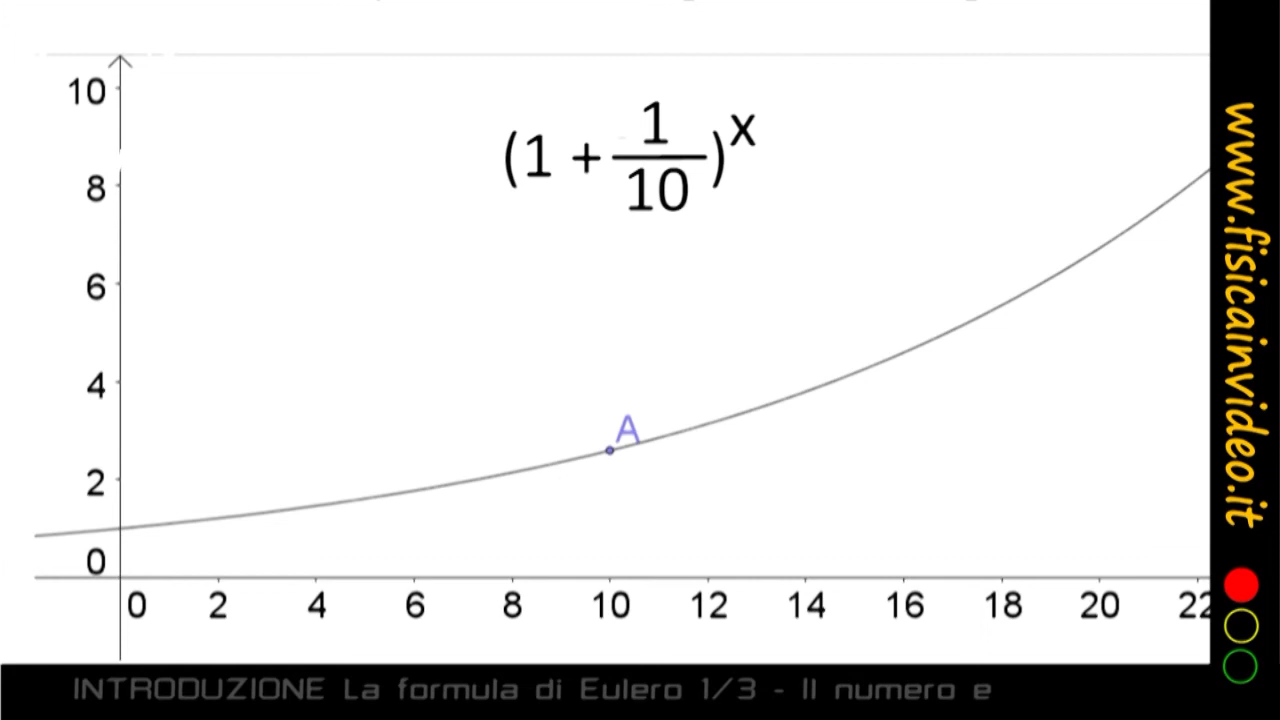 10
(1 + 1/10)^x
8
6
4
A
2
0
0 2 4 6 8 10 12 14 16 18 20 22
www.fisicainvideo.it
INTRODUZIONE La formula di Eulero 1/3 - Il numero e